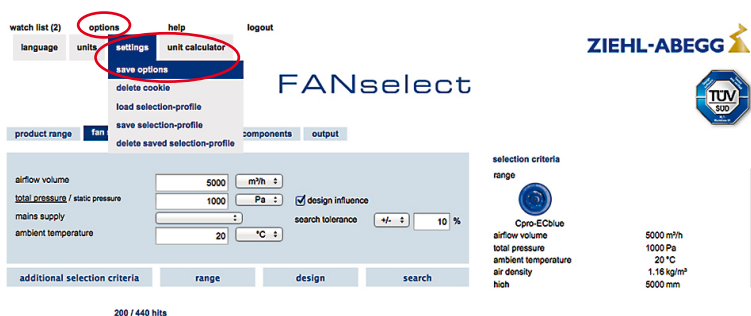 watch list (2) options help logout
language units settings unit calculator
ZIEHL-ABEGG
save options
delete cookie
load selection-profile
save selection-profile
delete saved selection-profile
FANselect
TÜV
SÜD
product range fan components output
selection criteria
range
Cpro-ECblue
airflow volume 5000 m³/h
total pressure / static pressure 1000 Pa design influence
mains supply search tolerance +/- 10 %
ambient temperature 20 °C
airflow volume 5000 m³/h
total pressure 1000 Pa
ambient temperature 20 °C
air density 1.16 kg/m³
high 5000 mm
additional selection criteria range design search
200 / 440 hits